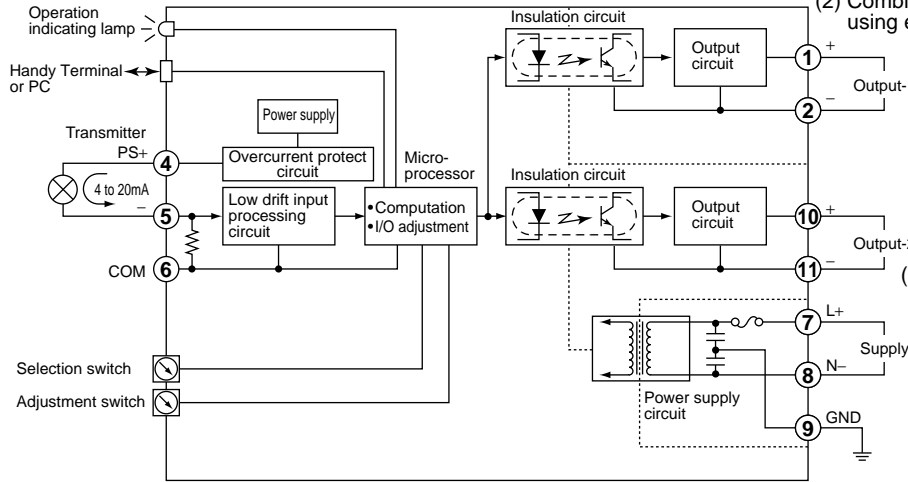 Operation
indicating lamp
Handy Terminal
or PC
Transmitter
PS+
4
4 to 20mA
−
5
COM
6
Selection switch
Adjustment switch
Power supply
Overcurrent protect
circuit
Low drift input
processing
circuit
Micro-
processor
•Computation
•I/O adjustment
Insulation circuit
Output
circuit
1
+
Output-
2
−
Insulation circuit
Output
circuit
10
+
Output-
11
−
Power supply
circuit
7
L+
Supply
8
N−
9
GND
(2)
using
(